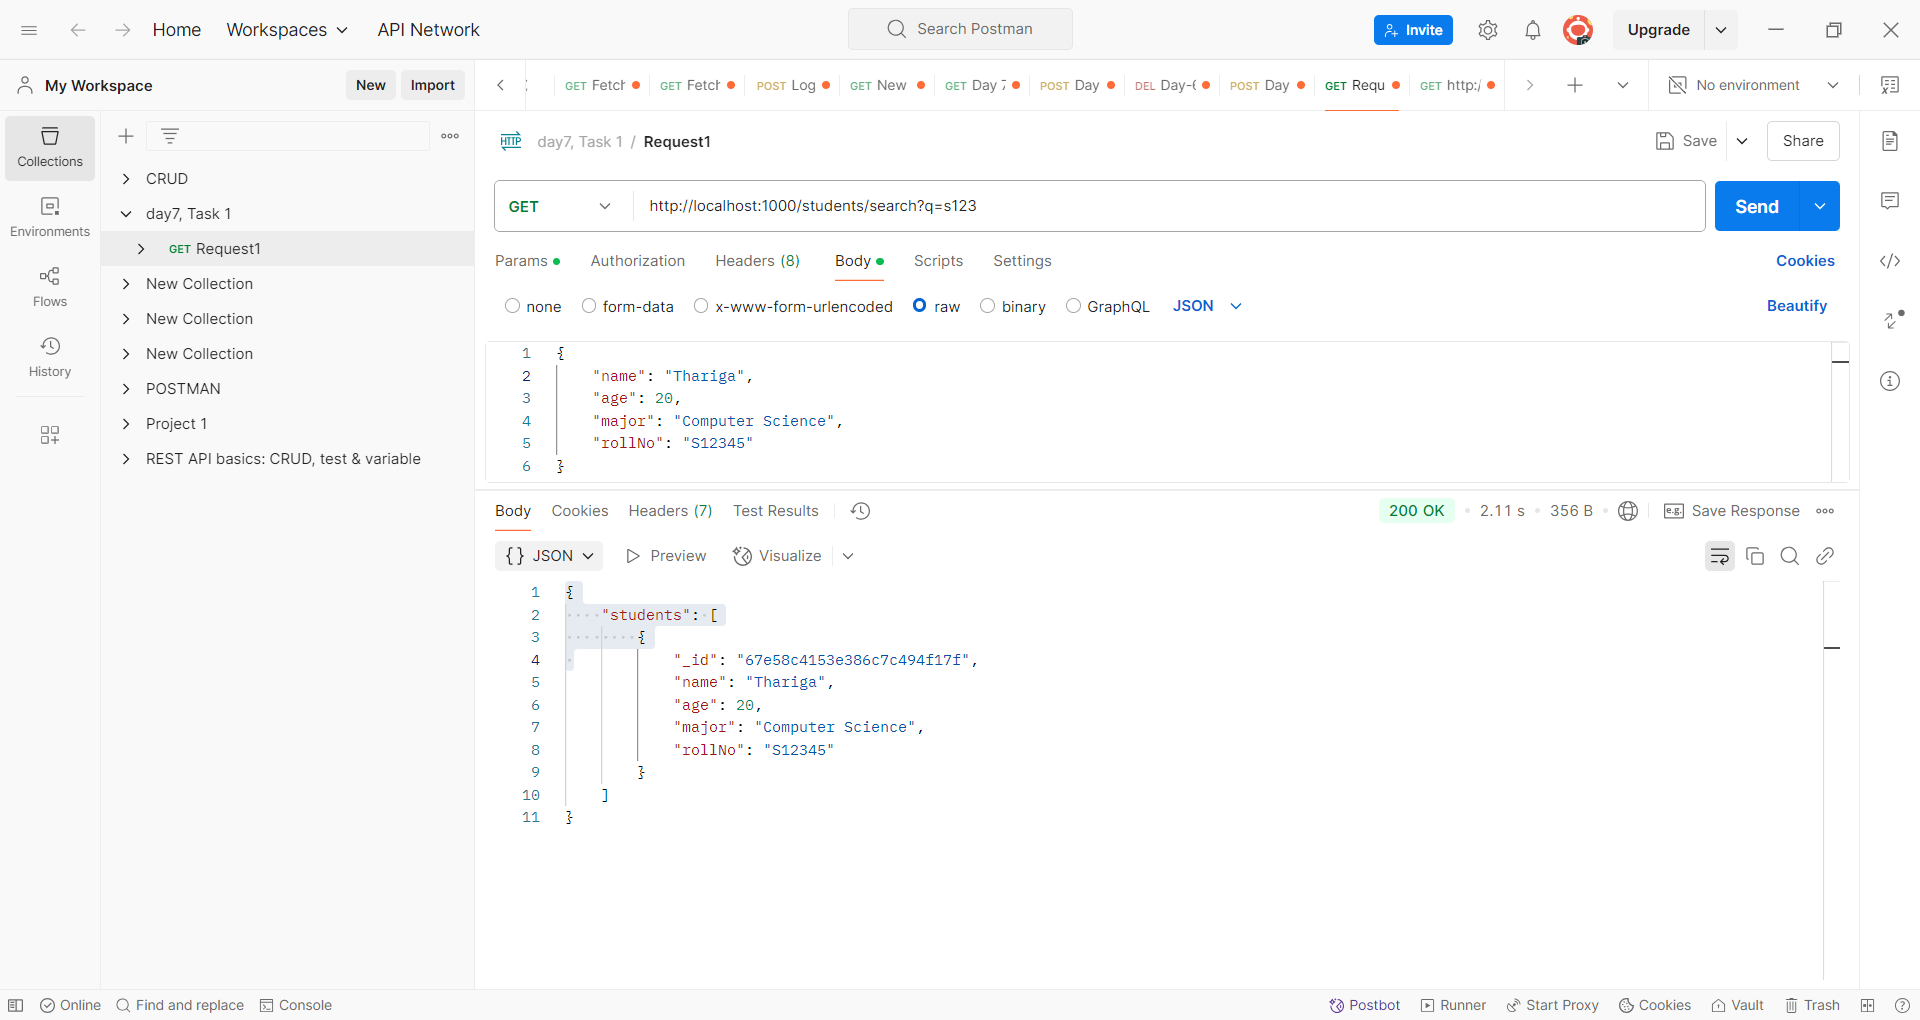 Home Workspaces API Network Search Postman Invite Upgrade
My Workspace New Import GET Fetch GET Fetch POST Log GET New GET Day 7 POST Day DEL Day-6 POST Day GET Requ GET http:/ No environment
Collections
Environments
Flows
History
CRUD
day7, Task 1
GET Request1
New Collection
New Collection
New Collection
POSTMAN
Project 1
REST API basics: CRUD, test & variable
HTTP day7, Task 1 / Request1 Save Share
GET http://localhost:1000/students/search?q=s123 Send
Params Authorization Headers (8) Body Scripts Settings Cookies
none form-data x-www-form-urlencoded raw binary GraphQL JSON Beautify
1 {
2 "name": "Thariga",
3 "age": 20,
4 "major": "Computer Science",
5 "rollNo": "S12345"
6 }
Body Cookies Headers (7) Test Results 200 OK 2.11 s 356 B e.g. Save Response
{} JSON Preview Visualize
1 {
2 "students": [
3 {
4 "_id": "67e58c4153e386c7c494f17f",
5 "name": "Thariga",
6 "age": 20,
7 "major": "Computer Science",
8 "rollNo": "S12345"
9 }
10 ]
11 }
Online Find and replace Console Postbot Runner Start Proxy Cookies Vault Trash